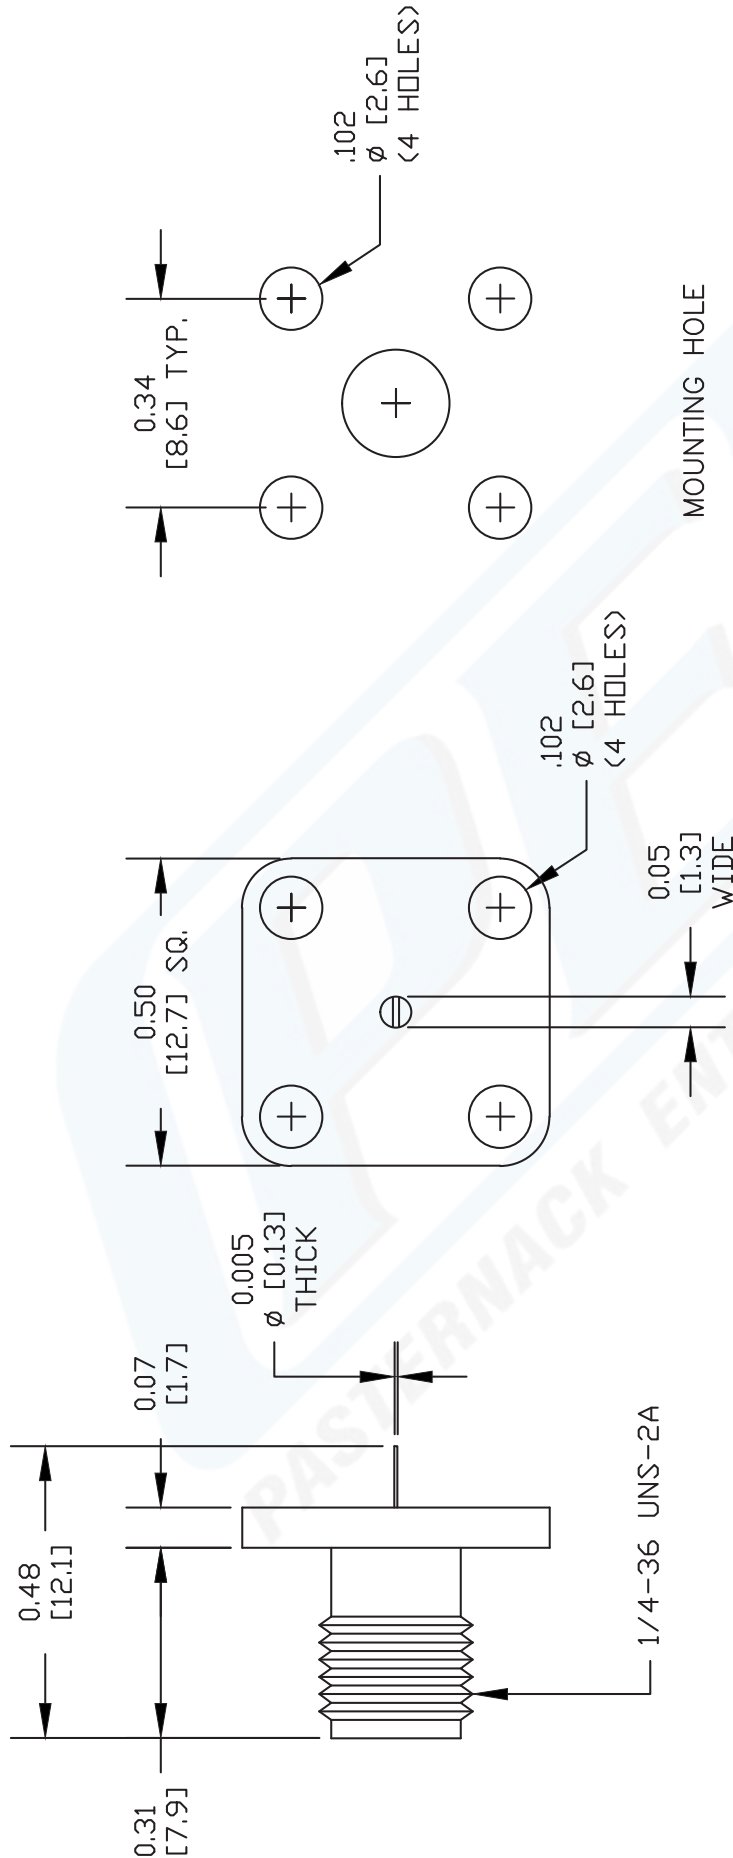 0.31
[7.9]
0.48
[12.1]
0.07
[1.7]
0.005
ø [0.13]
THICK
1/4-36 UNS-2A
0.50
[12.7] SQ.
.102
ø [2.6]
(4 HOLES)
0.05
[1.3]
WIDE
0.34
[8.6] TYP.
.102
ø [2.6]
(4 HOLES)
MOUNTING HOLE
PE
PASTERNACK ENT